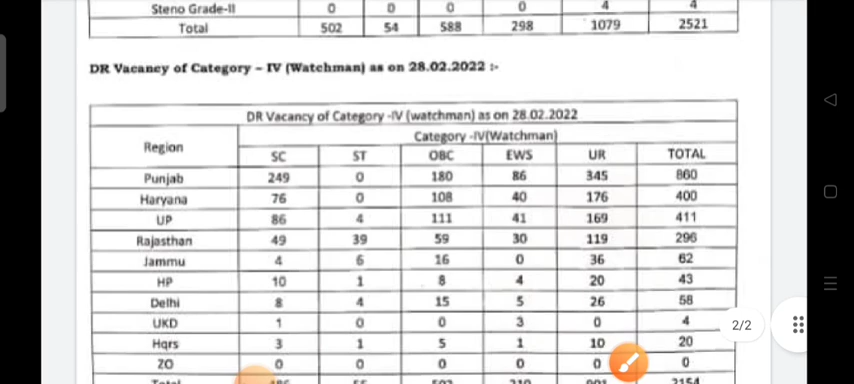 Steno Grade-II 0 0 0 0 4 4
Total 502 54 588 298 1079 2521
DR Vacancy of Category – IV (Watchman) as on 28.02.2022 :-
DR Vacancy of Category -IV (watchman) as on 28.02.2022
Region Category -IV(Watchman)
SC ST OBC EWS UR TOTAL
Punjab 249 0 180 86 345 860
Haryana 76 0 108 40 176 400
UP 86 4 111 41 169 411
Rajasthan 49 39 59 30 119 296
Jammu 4 6 16 0 36 62
HP 10 1 8 4 20 43
Delhi 8 4 15 5 26 58
UKD 1 0 0 3 0 4
Hqrs 3 1 5 1 10 20
ZO 0 0 0 0 0 0
Total 2154
2/2